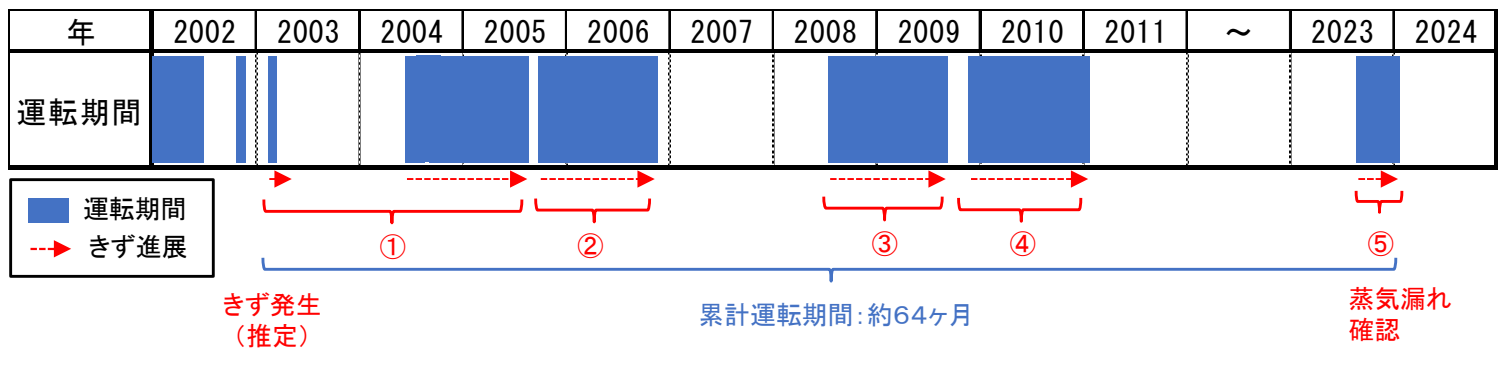 年 2002 2003 2004 2005 2006 2007 2008 2009 2010 2011 ～ 2023 2024
運転期間
運転期間
きず進展
① ② ③ ④ ⑤
きず発生
（推定）
累計運転期間：約64ヶ月
蒸気漏れ
確認